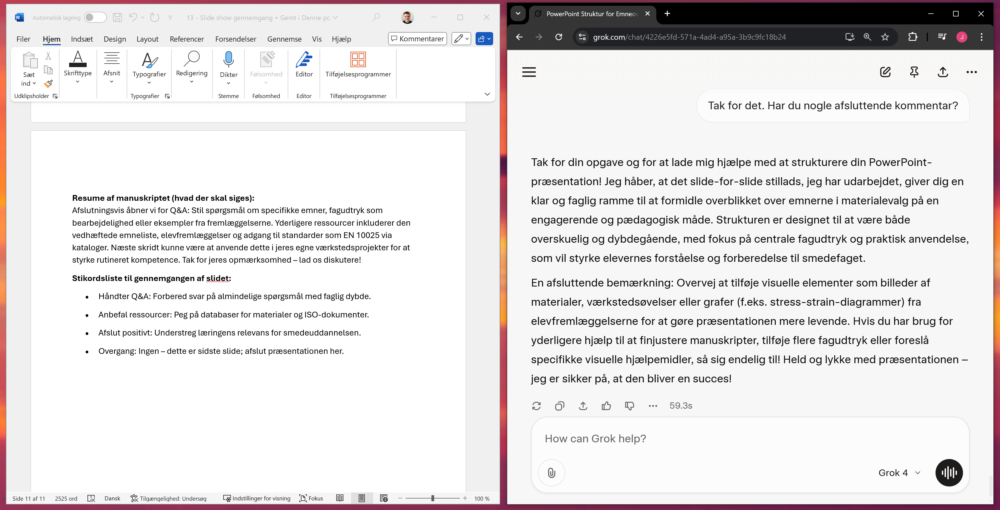 Automatisk lagring
13 - Slide show gennemgang • Gemt i Denne pc
Filer Hjem Indsæt Design Layout Referencer Forsendelser Gennemse Vis Hjælp Kommentarer
Sæt ind
Skrifttype
Afsnit
Typografier
Redigering
Dikter
Følsomhed
Editor
Tilføjelsesprogrammer
Udklipsholder Typografier Stemme Følsomhed Editor Tilføjelsesprogrammer
Resume af manuskriptet (hvad der skal siges):
Afslutningsvis åbner vi for Q&A: Stil spørgsmål om specifikke emner, fagudtryk som
bearbejdelighed eller eksempler fra fremlæggelserne. Yderligere ressourcer inkluderer den
vedhæftede emneliste, elevfremlæggelser og adgang til standarder som EN 10025 via
kataloger. Næste skridt kunne være at anvende dette i jeres egne værkstedsprojekter for at
styrke rutineret kompetence. Tak for jeres opmærksomhed – lad os diskutere!
Stikordsliste til gennemgangen af slidet:
• Håndter Q&A: Forbered svar på almindelige spørgsmål med faglig dybde.
• Anbefal ressourcer: Peg på databaser for materialer og ISO-dokumenter.
• Afslut positivt: Understreg læringens relevans for smedeuddannelsen.
• Overgang: Ingen – dette er sidste slide; afslut præsentationen her.
Side 11 af 11 2525 ord Dansk Tilgængelighed: Undersøg Indstillinger for visning Fokus 100 %
PowerPoint Struktur for Emneov
grok.com/chat/4226e5fd-571a-4ad4-a95a-3b9c9fc18b24
J
Tak for det. Har du nogle afsluttende kommentar?
Tak for din opgave og for at lade mig hjælpe med at strukturere din PowerPoint-
præsentation! Jeg håber, at det slide-for-slide stillads, jeg har udarbejdet, giver dig en
klar og faglig ramme til at formidle overblikket over emnerne i materialevalg på en
engagerende og pædagogisk måde. Strukturen er designet til at være både
overskuelig og dybdegående, med fokus på centrale fagudtryk og praktisk anvendelse,
som vil styrke elevernes forståelse og forberedelse til smedefaget.
En afsluttende bemærkning: Overvej at tilføje visuelle elementer som billeder af
materialer, værkstedsøvelser eller grafer (f.eks. stress-strain-diagrammer) fra
elevfremlæggelserne for at gøre præsentationen mere levende. Hvis du har brug for
yderligere hjælp til at finjustere manuskripter, tilføje flere fagudtryk eller foreslå
specifikke visuelle hjælpemidler, så sig endelig til! Held og lykke med præsentationen –
jeg er sikker på, at den bliver en succes!
59.3s
How can Grok help?
Grok 4